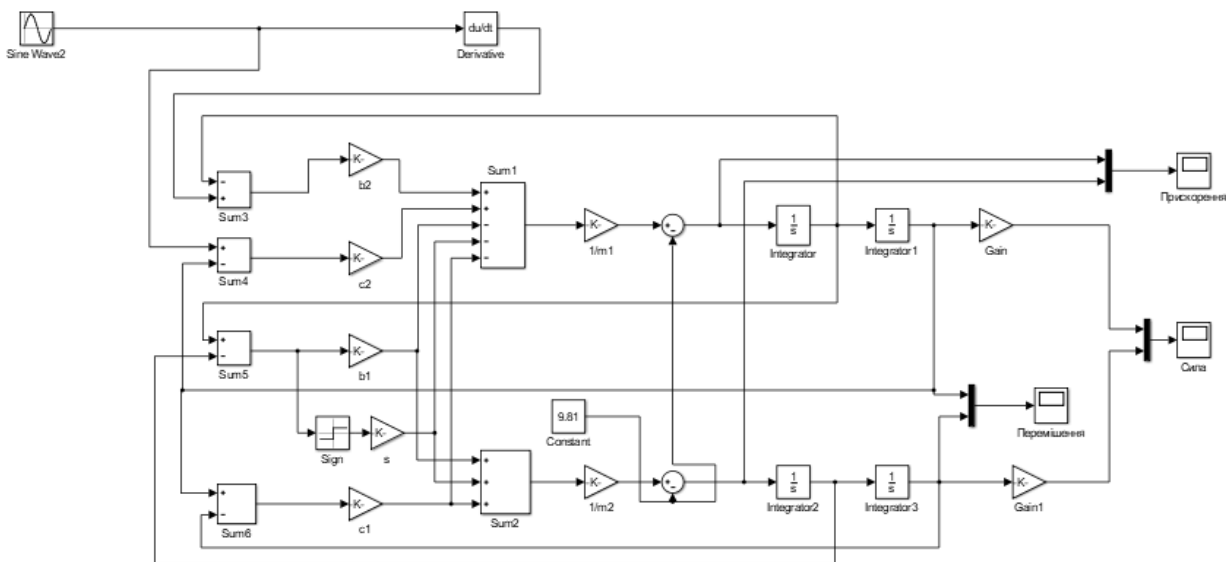 du/dt
Sine Wave2
Derivative
-K-
b2
Sum1
Sum3
-K-
c2
Sum4
-K-
1/m1
1
s
Integrator
1
s
Integrator1
-K-
Gain
Прискорення
Sum5
-K-
b1
Сила
Sign
-K-
s
9.81
Constant
Переміщення
Sum6
-K-
c1
Sum2
-K-
1/m2
1
s
Integrator2
1
s
Integrator3
-K-
Gain1